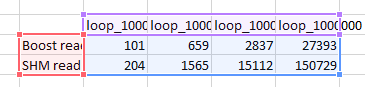 loop_1000 loop_1000 loop_1000 loop_1000000
Boost read 101 659 2837 27393
SHM read 204 1565 15112 150729